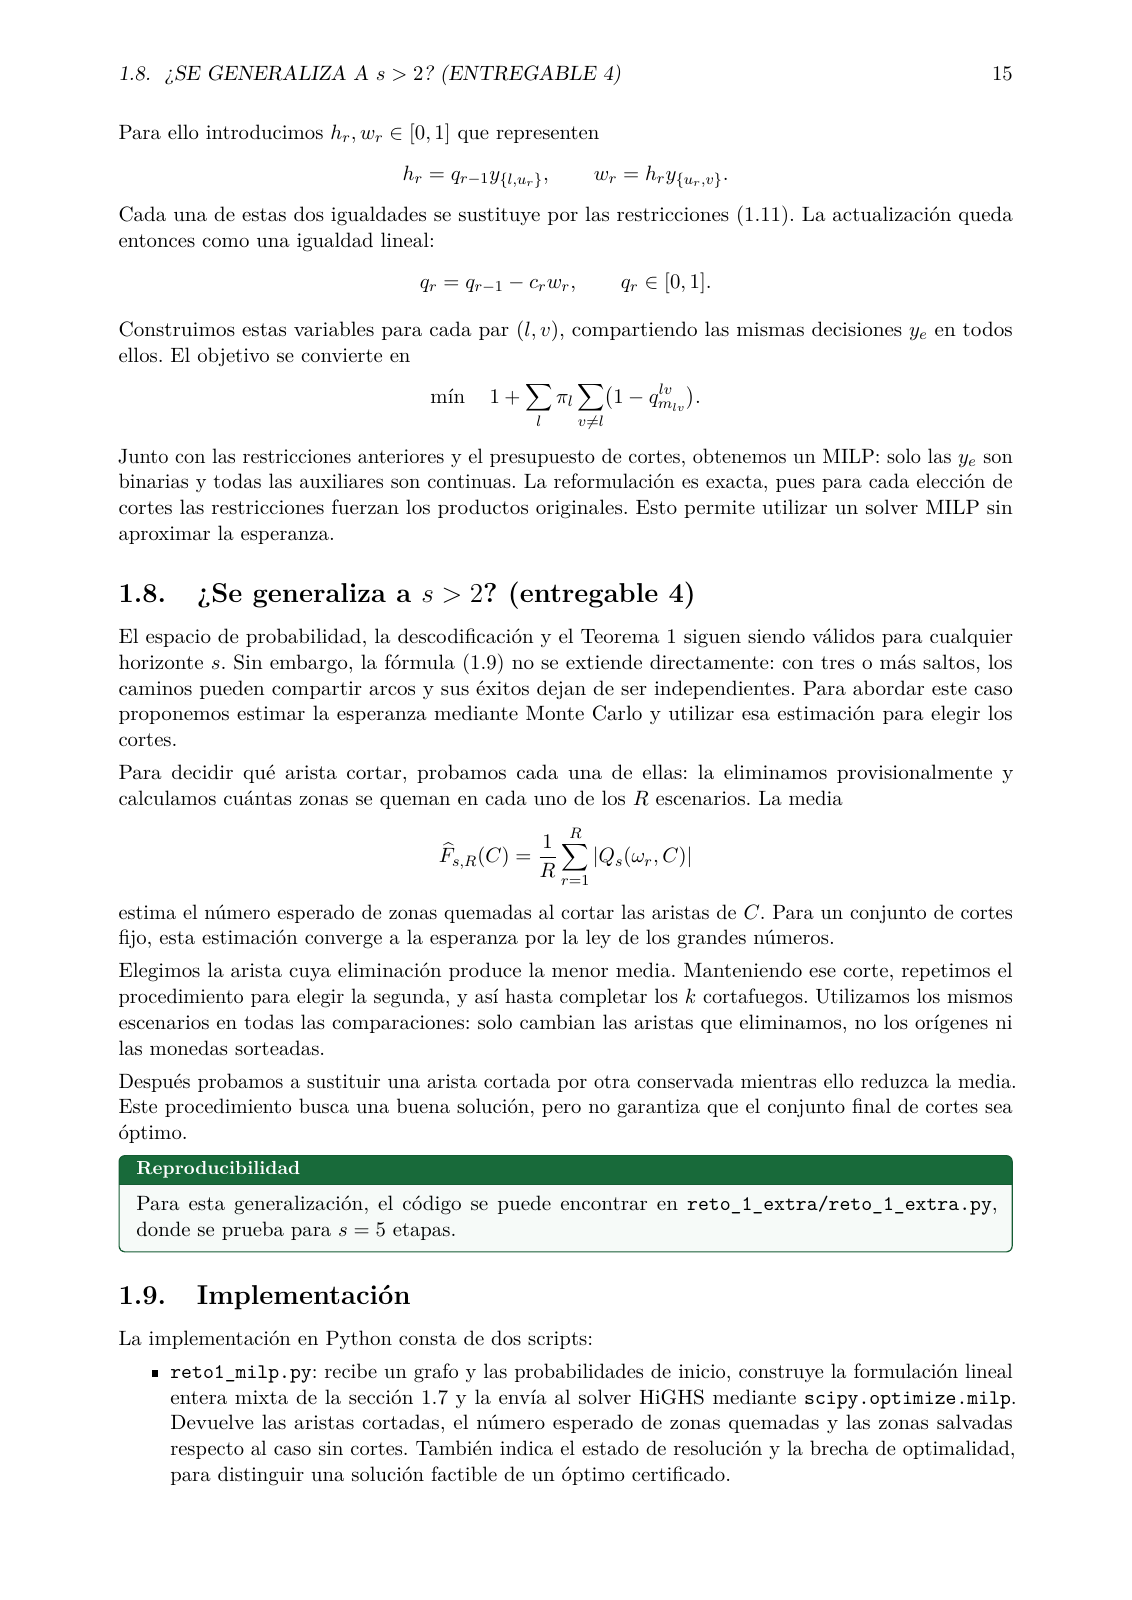 1.8. ¿SE GENERALIZA A s > 2? (ENTREGABLE 4) 15
Para ello introducimos h_r, w_r ∈ [0, 1] que representen
h_r = q_{r−1}y_{{l,u_r}}, w_r = h_r y_{{u_r,v}}.
Cada una de estas dos igualdades se sustituye por las restricciones (1.11). La actualización queda
entonces como una igualdad lineal:
q_r = q_{r−1} − c_r w_r, q_r ∈ [0, 1].
Construimos estas variables para cada par (l, v), compartiendo las mismas decisiones y_e en todos
ellos. El objetivo se convierte en
mín 1 + ∑_l π_l ∑_{v≠l} (1 − q^{lv}_{m_{lv}}).
Junto con las restricciones anteriores y el presupuesto de cortes, obtenemos un MILP: solo las y_e son
binarias y todas las auxiliares son continuas. La reformulación es exacta, pues para cada elección de
cortes las restricciones fuerzan los productos originales. Esto permite utilizar un solver MILP sin
aproximar la esperanza.
1.8. ¿Se generaliza a s > 2? (entregable 4)
El espacio de probabilidad, la descodificación y el Teorema 1 siguen siendo válidos para cualquier
horizonte s. Sin embargo, la fórmula (1.9) no se extiende directamente: con tres o más saltos, los
caminos pueden compartir arcos y sus éxitos dejan de ser independientes. Para abordar este caso
proponemos estimar la esperanza mediante Monte Carlo y utilizar esa estimación para elegir los
cortes.
Para decidir qué arista cortar, probamos cada una de ellas: la eliminamos provisionalmente y
calculamos cuántas zonas se queman en cada uno de los R escenarios. La media
F̂_{s,R}(C) = 1/R ∑_{r=1}^{R} |Q_s(ω_r, C)|
estima el número esperado de zonas quemadas al cortar las aristas de C. Para un conjunto de cortes
fijo, esta estimación converge a la esperanza por la ley de los grandes números.
Elegimos la arista cuya eliminación produce la menor media. Manteniendo ese corte, repetimos el
procedimiento para elegir la segunda, y así hasta completar los k cortafuegos. Utilizamos los mismos
escenarios en todas las comparaciones: solo cambian las aristas que eliminamos, no los orígenes ni
las monedas sorteadas.
Después probamos a sustituir una arista cortada por otra conservada mientras ello reduzca la media.
Este procedimiento busca una buena solución, pero no garantiza que el conjunto final de cortes sea
óptimo.
Reproducibilidad
Para esta generalización, el código se puede encontrar en reto_1_extra/reto_1_extra.py,
donde se prueba para s = 5 etapas.
1.9. Implementación
La implementación en Python consta de dos scripts:
▪ reto1_milp.py: recibe un grafo y las probabilidades de inicio, construye la formulación lineal
entera mixta de la sección 1.7 y la envía al solver HiGHS mediante scipy.optimize.milp.
Devuelve las aristas cortadas, el número esperado de zonas quemadas y las zonas salvadas
respecto al caso sin cortes. También indica el estado de resolución y la brecha de optimalidad,
para distinguir una solución factible de un óptimo certificado.